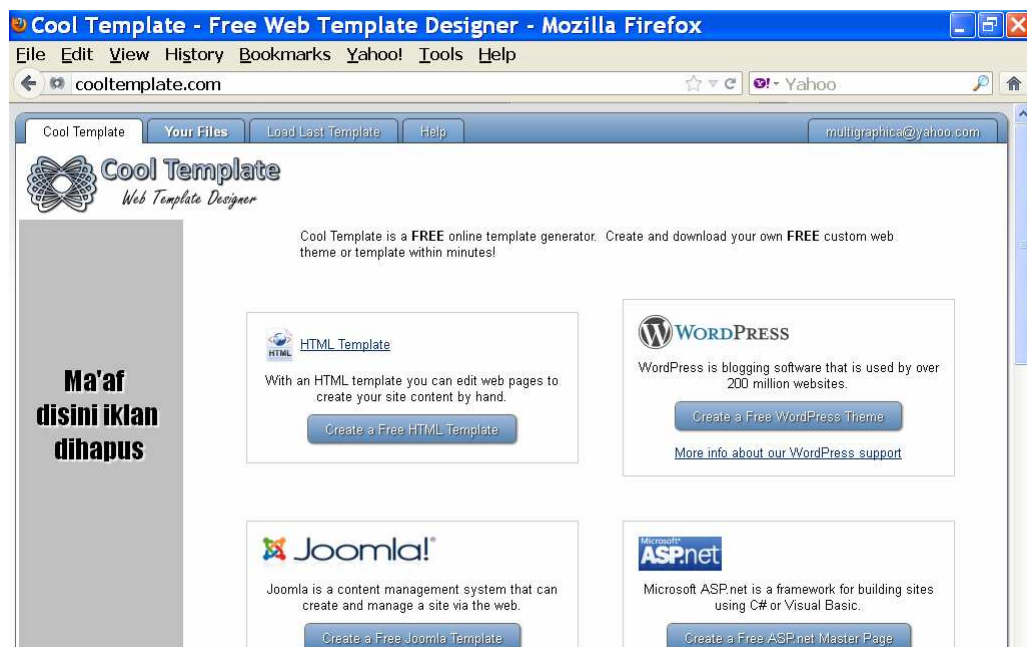 Cool Template - Free Web Template Designer - Mozilla Firefox
File Edit View History Bookmarks Yahoo! Tools Help
cooltemplate.com
Yahoo
Cool Template Your Files Load Last Template Help multigraphica@yahoo.com
Cool Template
Web Template Designer
Cool Template is a FREE online template generator. Create and download your own FREE custom web
theme or template within minutes!
Ma'af
disini iklan
dihapus
HTML
HTML Template
With an HTML template you can edit web pages to
create your site content by hand.
Create a Free HTML Template
WORDPRESS
WordPress is blogging software that is used by over
200 million websites.
Create a Free WordPress Theme
More info about our WordPress support
Joomla!
Joomla is a content management system that can
create and manage a site via the web.
Create a Free Joomla Template
Microsoft
ASP.net
Microsoft ASP.net is a framework for building sites
using C# or Visual Basic.
Create a Free ASP.net Master Page